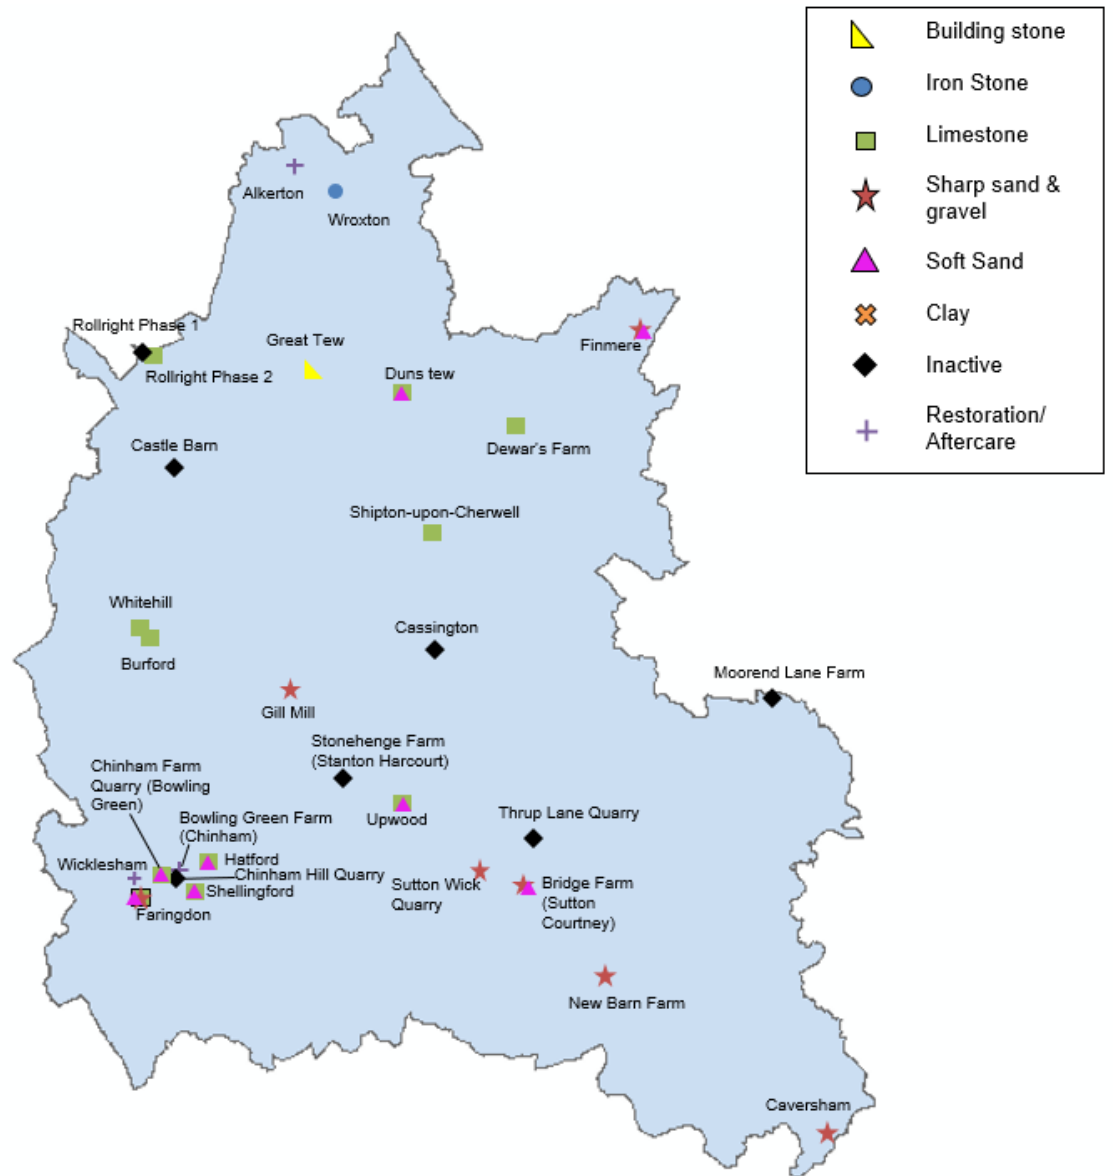 Building stone
Iron Stone
Limestone
Sharp sand &
gravel
Soft Sand
Clay
Inactive
Restoration/
Aftercare
Alkerton
Wroxton
Rollright Phase 1
Great Tew
Finmere
Rollright Phase 2
Duns tew
Castle Barn
Dewar's Farm
Shipton-upon-Cherwell
Whitehill
Cassington
Burford
Moorend Lane Farm
Gill Mill
Stonehenge Farm
(Stanton Harcourt)
Chinham Farm
Quarry (Bowling
Green)
Upwood
Thrup Lane Quarry
Bowling Green Farm
(Chinham)
Wicklesham
Hatford
Chinham Hill Quarry
Shellingford
Faringdon
Sutton Wick
Quarry
Bridge Farm
(Sutton
Courtney)
New Barn Farm
Caversham